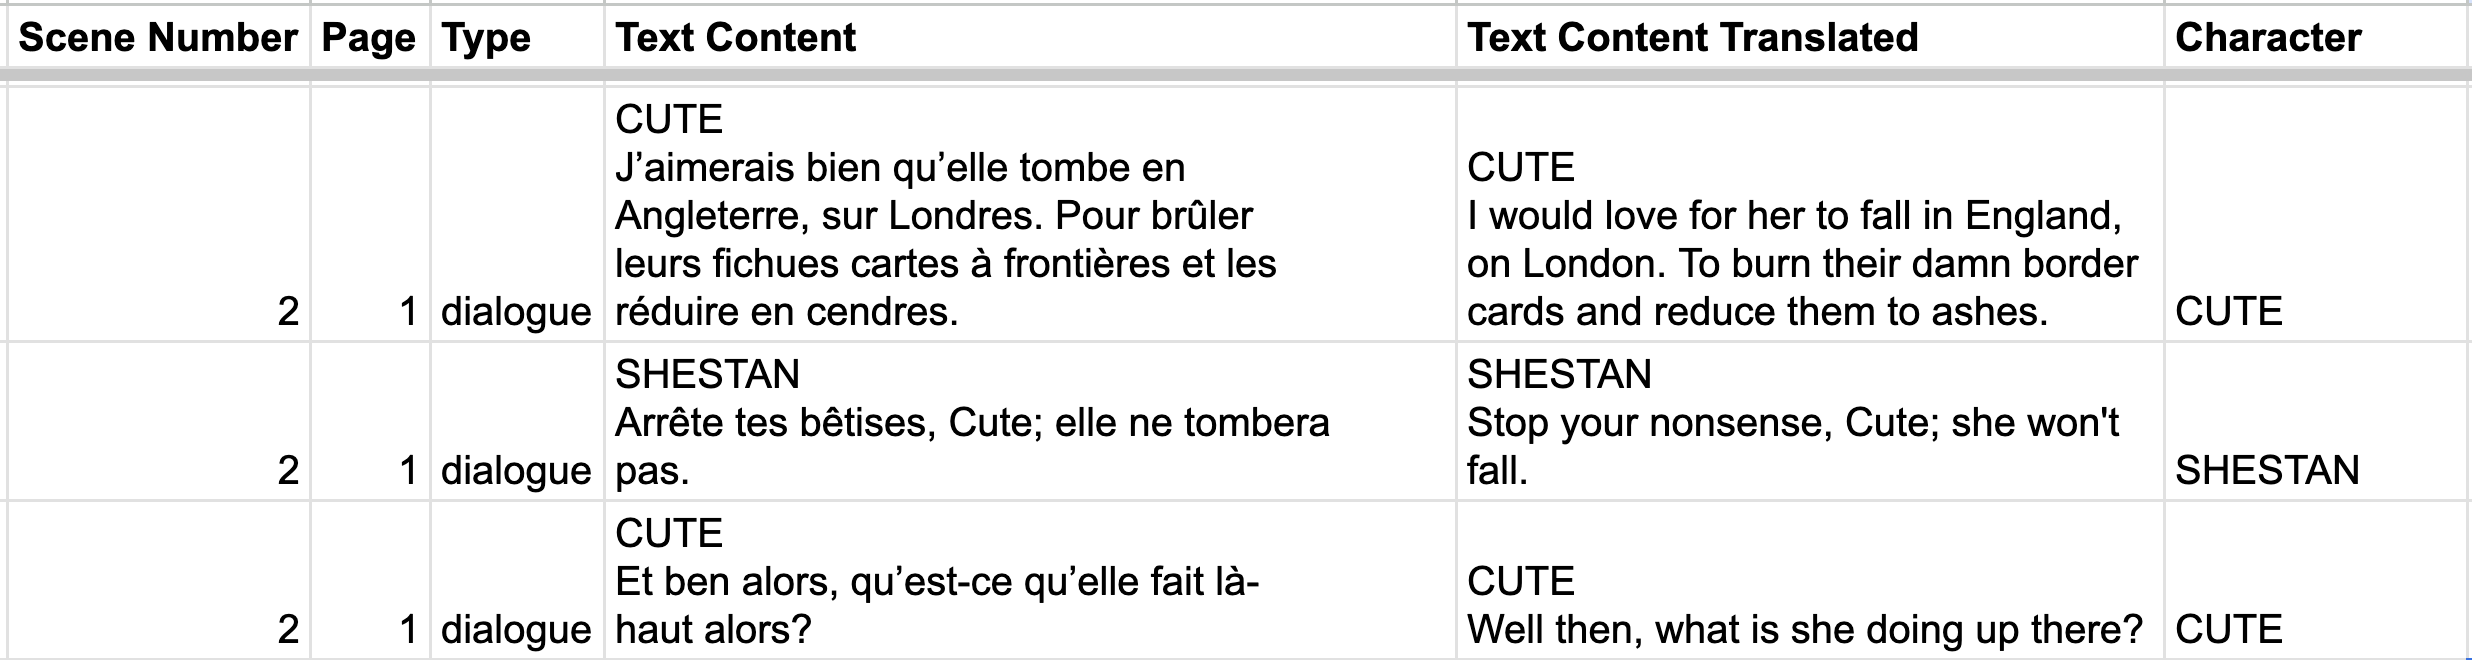 Scene Number Page Type Text Content Text Content Translated Character
CUTE
J’aimerais bien qu’elle tombe en
Angleterre, sur Londres. Pour brûler
leurs fichues cartes à frontières et les
réduire en cendres.
CUTE
I would love for her to fall in England,
on London. To burn their damn border
cards and reduce them to ashes.
2 1 dialogue CUTE
SHESTAN
Arrête tes bêtises, Cute; elle ne tombera
pas.
SHESTAN
Stop your nonsense, Cute; she won't
fall.
2 1 dialogue SHESTAN
CUTE
Et ben alors, qu’est-ce qu’elle fait là-
haut alors?
CUTE
Well then, what is she doing up there?
2 1 dialogue CUTE